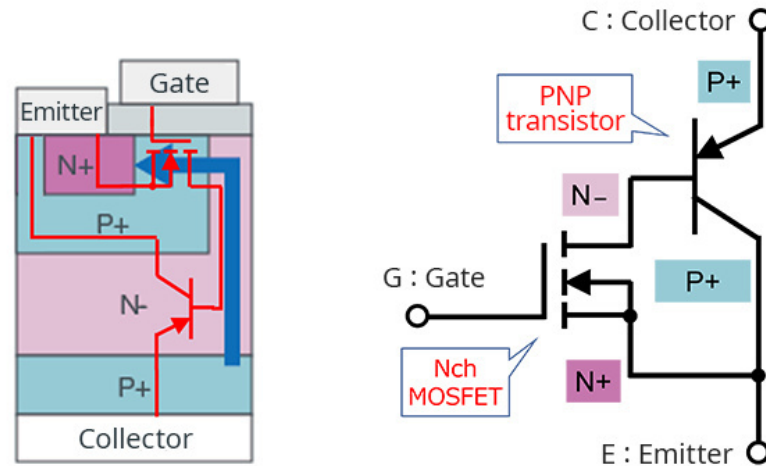 Gate
Emitter
N+
P+
N-
P+
Collector
C : Collector
P+
PNP
transistor
N−
G : Gate
P+
Nch
MOSFET
N+
E : Emitter